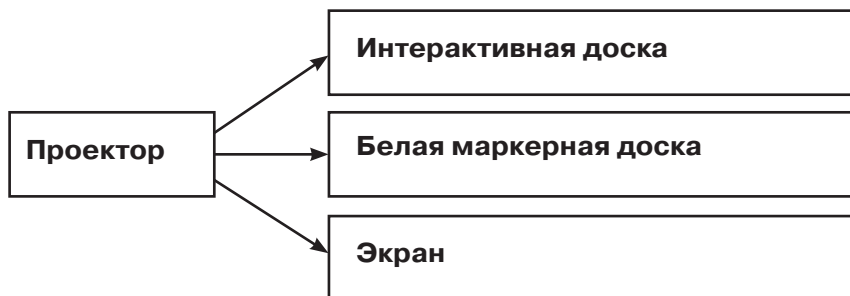 Интерактивная доска
Проектор
Белая маркерная доска
Экран